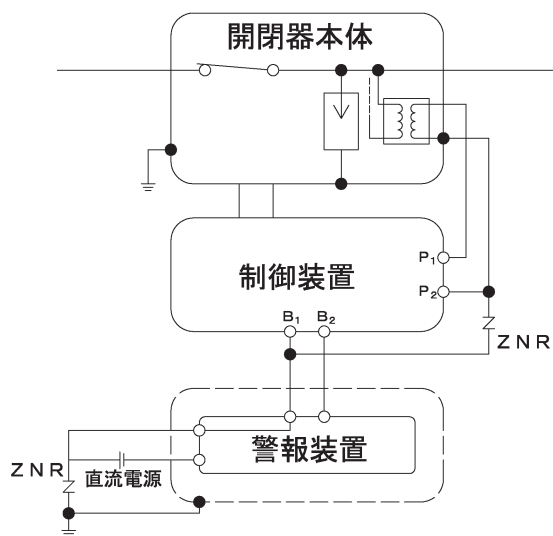 開閉器本体
制御装置
P₁
P₂
B₁ B₂
ZNR
警報装置
ZNR
直流電源